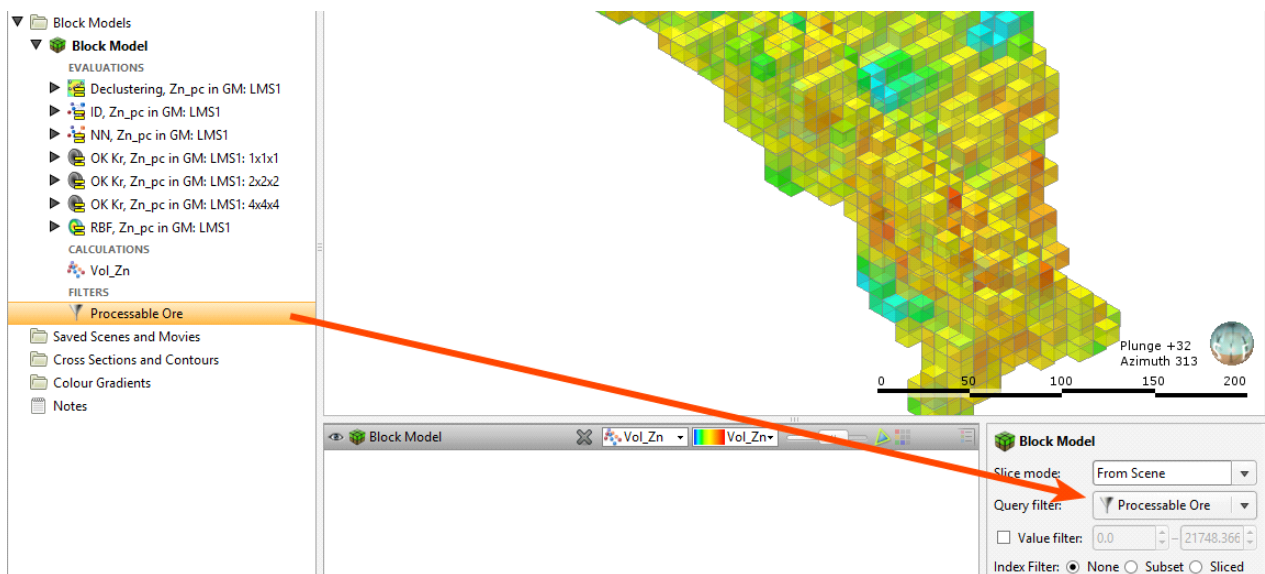 Block Models
Block Model
EVALUATIONS
Declustering, Zn_pc in GM: LMS1
ID, Zn_pc in GM: LMS1
NN, Zn_pc in GM: LMS1
OK Kr, Zn_pc in GM: LMS1: 1x1x1
OK Kr, Zn_pc in GM: LMS1: 2x2x2
OK Kr, Zn_pc in GM: LMS1: 4x4x4
RBF, Zn_pc in GM: LMS1
CALCULATIONS
Vol_Zn
FILTERS
Processable Ore
Saved Scenes and Movies
Cross Sections and Contours
Colour Gradients
Notes
Plunge +32
Azimuth 313
0 50 100 150 200
Block Model Vol_Zn Vol_Zn
Block Model
Slice mode: From Scene
Query filter: Processable Ore
Value filter: 0.0 – 21748.366
Index Filter: None Subset Sliced